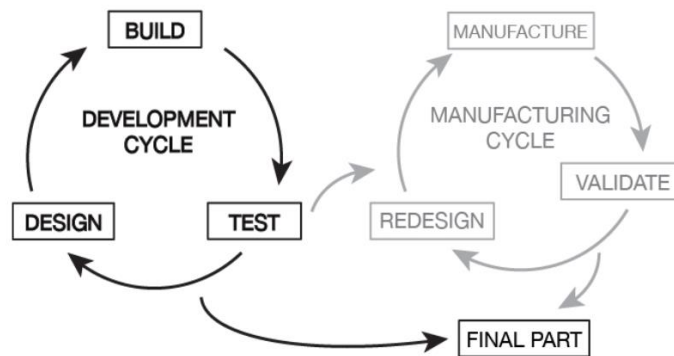 BUILD
DEVELOPMENT
CYCLE
DESIGN
TEST
MANUFACTURE
MANUFACTURING
CYCLE
VALIDATE
REDESIGN
FINAL PART